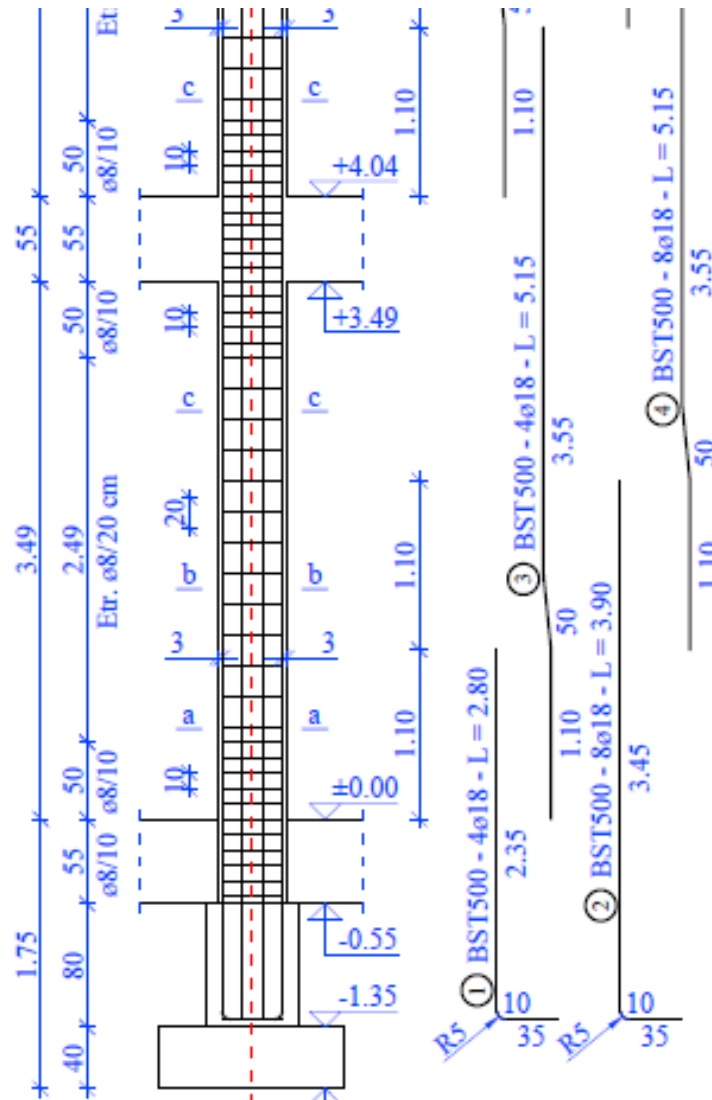 3
3
c
c
1.10
50
ø8/10
10
+4.04
1.10
55
55
50
ø8/10
10
+3.49
c
c
3.49
2.49
Etr. ø8/20 cm
20
b
b
1.10
3
3
a
a
1.10
50
ø8/10
10
±0.00
55
ø8/10
1.75
80
-0.55
-1.35
40
1 BST500 - 4ø18 - L = 2.80
2.35
10
35
R5
2 BST500 - 8ø18 - L = 3.90
3.45
10
35
R5
3 BST500 - 4ø18 - L = 5.15
3.55
50
1.10
4 BST500 - 8ø18 - L = 5.15
3.55
50
1.10